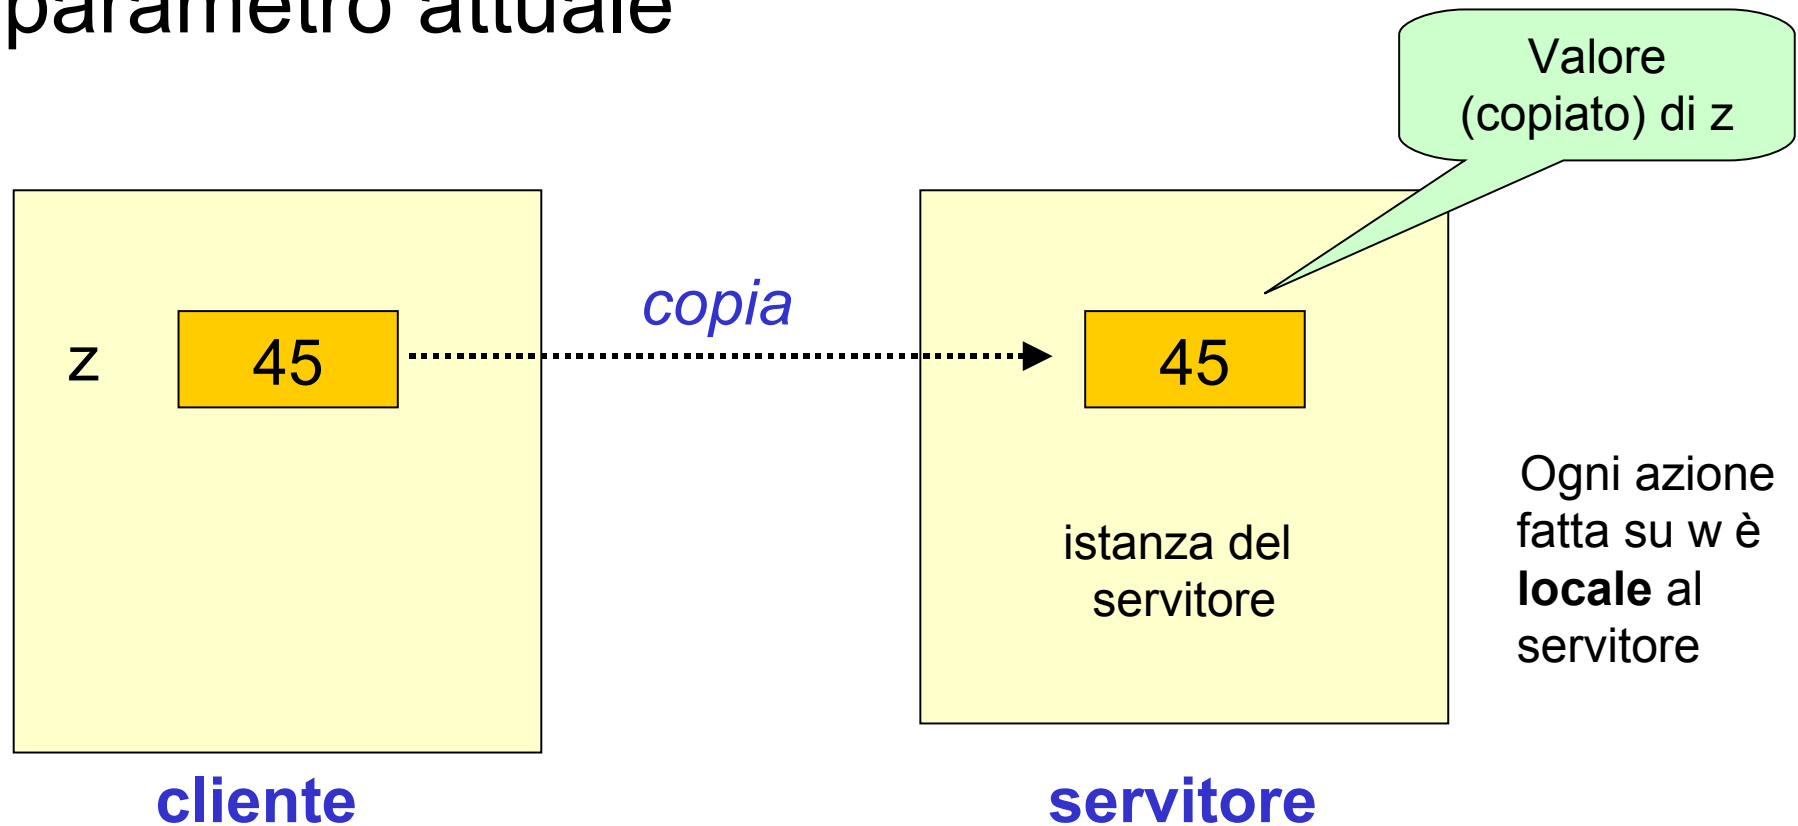 parametro attuale
Valore
(copiato) di z
copia
z 45
45
Ogni azione
fatta su w è
locale al
servitore
istanza del
servitore
cliente
servitore